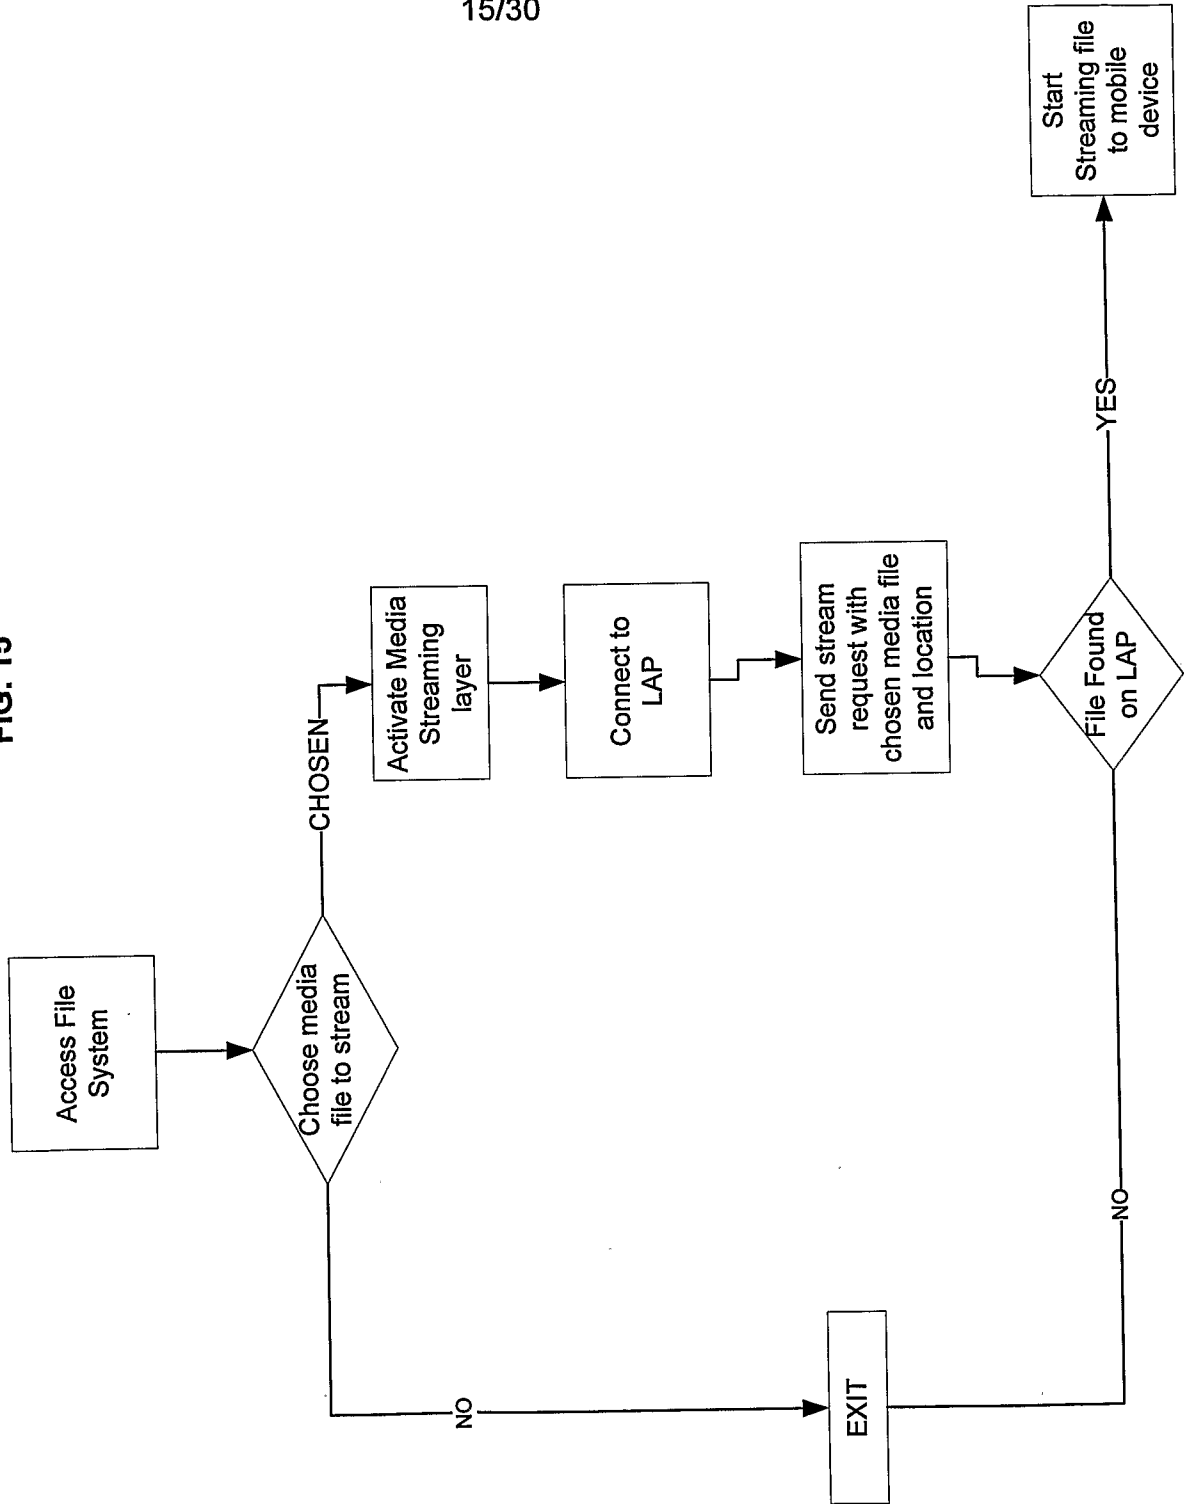 15/30
FIG. 15
Access File
System
Choose media
file to stream
CHOSEN
Activate Media
Streaming
layer
Connect to
LAP
Send stream
request with
chosen media file
and location
File Found
on LAP
YES
Start
Streaming file
to mobile
device
NO
NO
EXIT